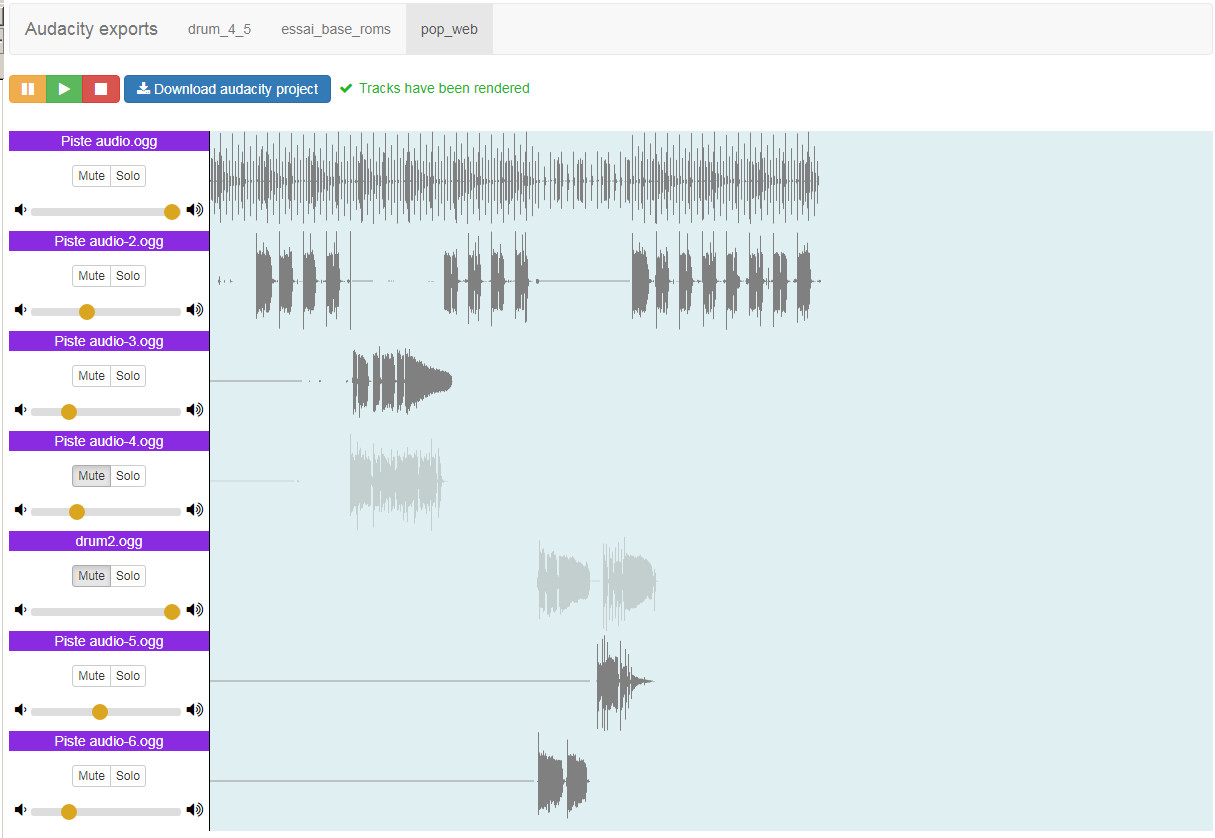 Audacity exports drum_4_5 essai_base_roms pop_web
Download audacity project Tracks have been rendered
Piste audio.ogg
Mute Solo
Piste audio-2.ogg
Mute Solo
Piste audio-3.ogg
Mute Solo
Piste audio-4.ogg
Mute Solo
drum2.ogg
Mute Solo
Piste audio-5.ogg
Mute Solo
Piste audio-6.ogg
Mute Solo